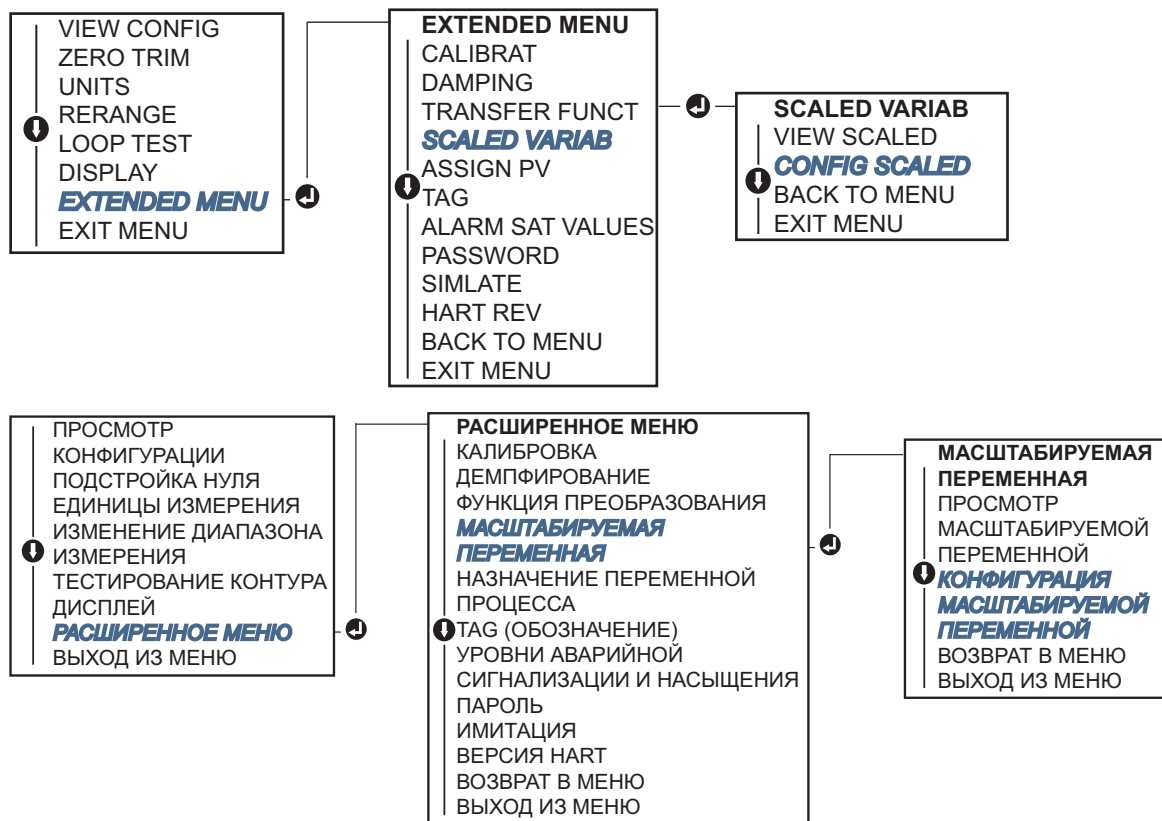 VIEW CONFIG
ZERO TRIM
UNITS
RERANGE
LOOP TEST
DISPLAY
EXTENDED MENU
EXIT MENU
EXTENDED MENU
CALIBRAT
DAMPING
TRANSFER FUNCT
SCALED VARIAB
ASSIGN PV
TAG
ALARM SAT VALUES
PASSWORD
SIMLATE
HART REV
BACK TO MENU
EXIT MENU
SCALED VARIAB
VIEW SCALED
CONFIG SCALED
BACK TO MENU
EXIT MENU
ПРОСМОТР
КОНФИГУРАЦИИ
ПОДСТРОЙКА НУЛЯ
ЕДИНИЦЫ ИЗМЕРЕНИЯ
ИЗМЕНЕНИЕ ДИАПАЗОНА
ИЗМЕРЕНИЯ
ТЕСТИРОВАНИЕ КОНТУРА
ДИСПЛЕЙ
РАСШИРЕННОЕ МЕНЮ
ВЫХОД ИЗ МЕНЮ
РАСШИРЕННОЕ МЕНЮ
КАЛИБРОВКА
ДЕМПФИРОВАНИЕ
ФУНКЦИЯ ПРЕОБРАЗОВАНИЯ
МАСШТАБИРУЕМАЯ
ПЕРЕМЕННАЯ
НАЗНАЧЕНИЕ ПЕРЕМЕННОЙ
ПРОЦЕССА
TAG (ОБОЗНАЧЕНИЕ)
УРОВНИ АВАРИЙНОЙ
СИГНАЛИЗАЦИИ И НАСЫЩЕНИЯ
ПАРОЛЬ
ИМИТАЦИЯ
ВЕРСИЯ HART
ВОЗВРАТ В МЕНЮ
ВЫХОД ИЗ МЕНЮ
МАСШТАБИРУЕМАЯ
ПЕРЕМЕННАЯ
ПРОСМОТР
МАСШТАБИРУЕМОЙ
ПЕРЕМЕННОЙ
КОНФИГУРАЦИЯ
МАСШТАБИРУЕМОЙ
ПЕРЕМЕННОЙ
ВОЗВРАТ В МЕНЮ
ВЫХОД ИЗ МЕНЮ